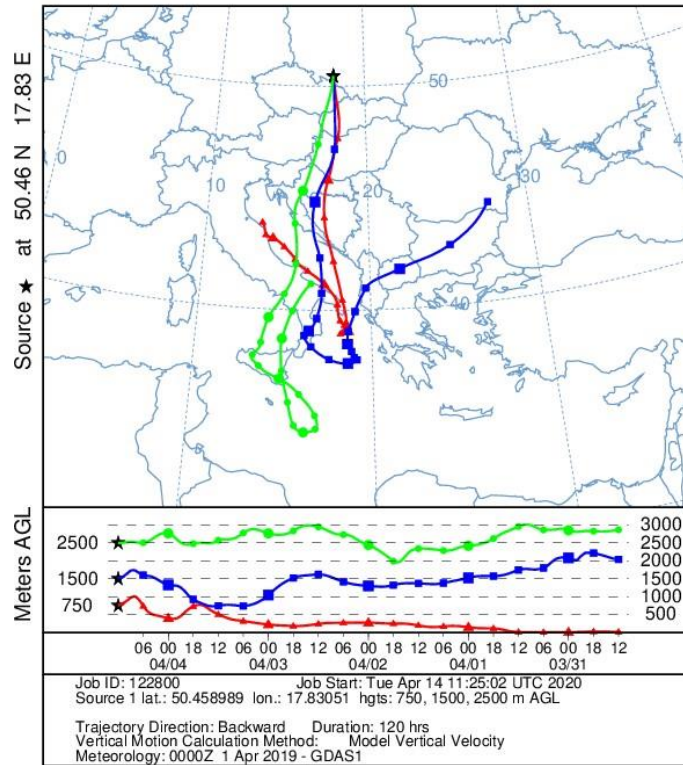 Source ★ at 50.46 N 17.83 E
50
10
20
30
40
Meters AGL
2500
1500
750
3000
2500
2000
1500
1000
500
06 00 18 12 06 00 18 12 06 00 18 12 06 00 18 12 06 00 18 12
04/04 04/03 04/02 04/01 03/31
Job ID: 122800 Job Start: Tue Apr 14 11:25:02 UTC 2020
Source 1 lat.: 50.458989 lon.: 17.83051 hgts: 750, 1500, 2500 m AGL
Trajectory Direction: Backward Duration: 120 hrs
Vertical Motion Calculation Method: Model Vertical Velocity
Meteorology: 0000Z 1 Apr 2019 - GDAS1